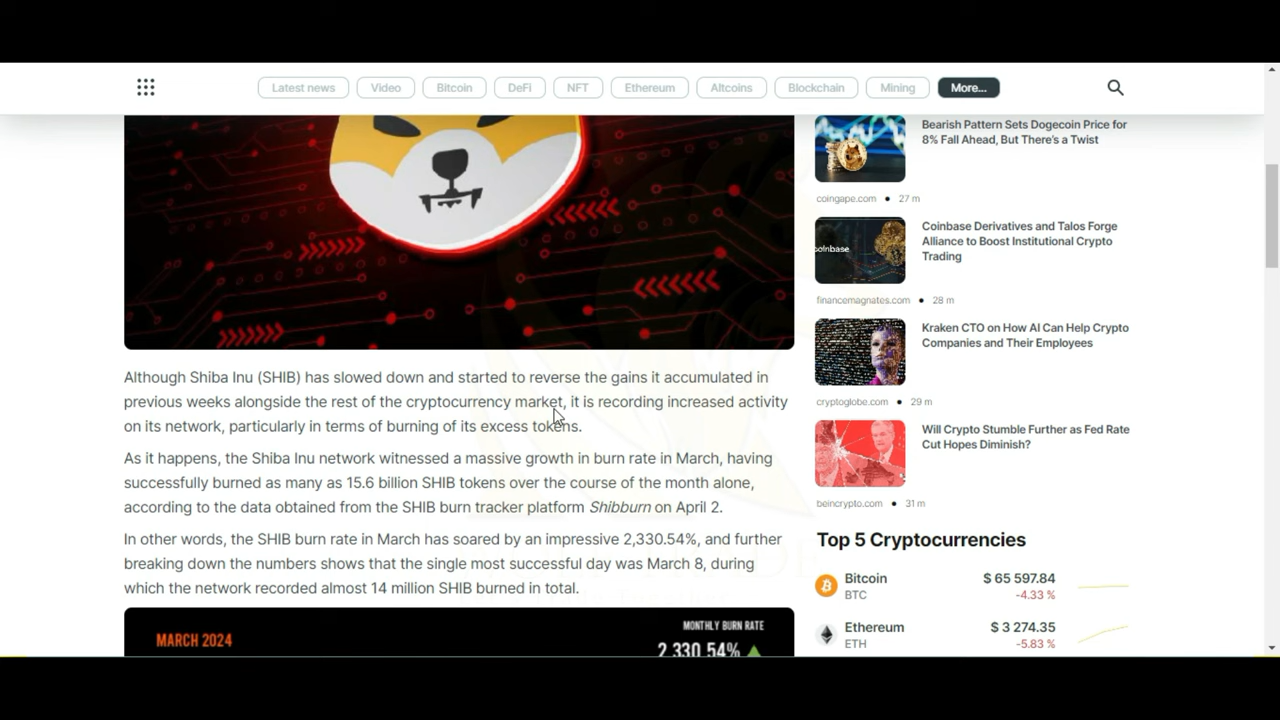 Latest news
Video
Bitcoin
DeFi
NFT
Ethereum
Altcoins
Blockchain
Mining
More...
Although Shiba Inu (SHIB) has slowed down and started to reverse the gains it accumulated in
previous weeks alongside the rest of the cryptocurrency market, it is recording increased activity
on its network, particularly in terms of burning of its excess tokens.
As it happens, the Shiba Inu network witnessed a massive growth in burn rate in March, having
successfully burned as many as 15.6 billion SHIB tokens over the course of the month alone,
according to the data obtained from the SHIB burn tracker platform Shibburn on April 2.
In other words, the SHIB burn rate in March has soared by an impressive 2,330.54%, and further
breaking down the numbers shows that the single most successful day was March 8, during
which the network recorded almost 14 million SHIB burned in total.
MARCH 2024
MONTHLY BURN RATE
2,330.54%
Bearish Pattern Sets Dogecoin Price for
8% Fall Ahead, But There's a Twist
coingape.com • 27 m
coinbase
Coinbase Derivatives and Talos Forge
Alliance to Boost Institutional Crypto
Trading
financemagnates.com • 28 m
Kraken CTO on How AI Can Help Crypto
Companies and Their Employees
cryptoglobe.com • 29 m
Will Crypto Stumble Further as Fed Rate
Cut Hopes Diminish?
beincrypto.com • 31 m
Top 5 Cryptocurrencies
Bitcoin $ 65 597.84
BTC -4.33 %
Ethereum $ 3 274.35
ETH -5.83 %